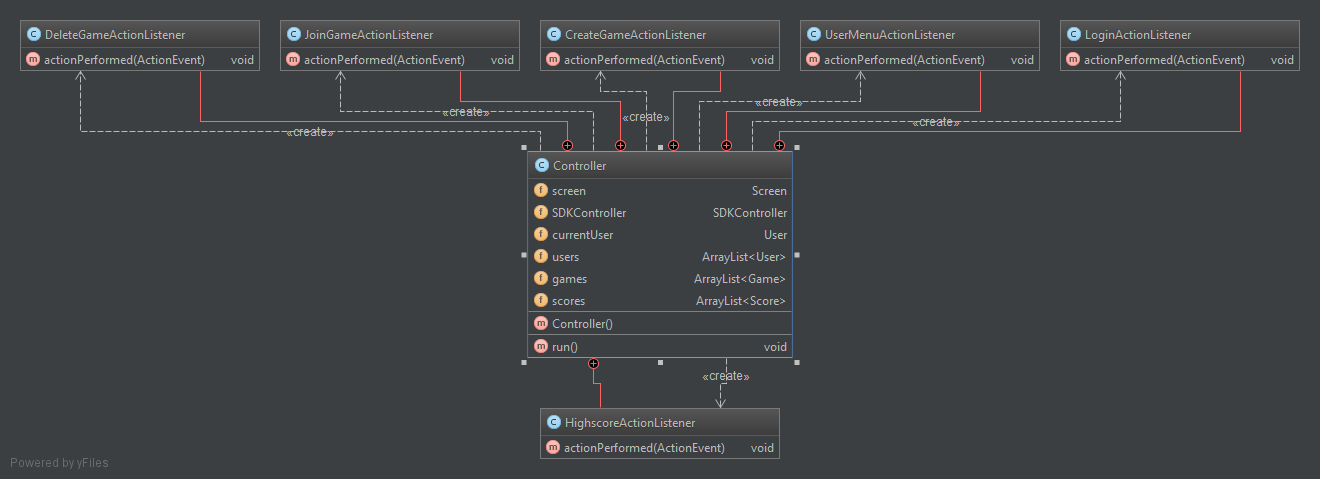 C DeleteGameActionListener
m actionPerformed(ActionEvent) void
C JoinGameActionListener
m actionPerformed(ActionEvent) void
C CreateGameActionListener
m actionPerformed(ActionEvent) void
C UserMenuActionListener
m actionPerformed(ActionEvent) void
C LoginActionListener
m actionPerformed(ActionEvent) void
«create»
«create»
«create»
«create»
«create»
C Controller
f screen Screen
f SDKController SDKController
f currentUser User
f users ArrayList<User>
f games ArrayList<Game>
f scores ArrayList<Score>
m Controller()
m run() void
«create»
C HighscoreActionListener
m actionPerformed(ActionEvent) void
Powered by yFiles